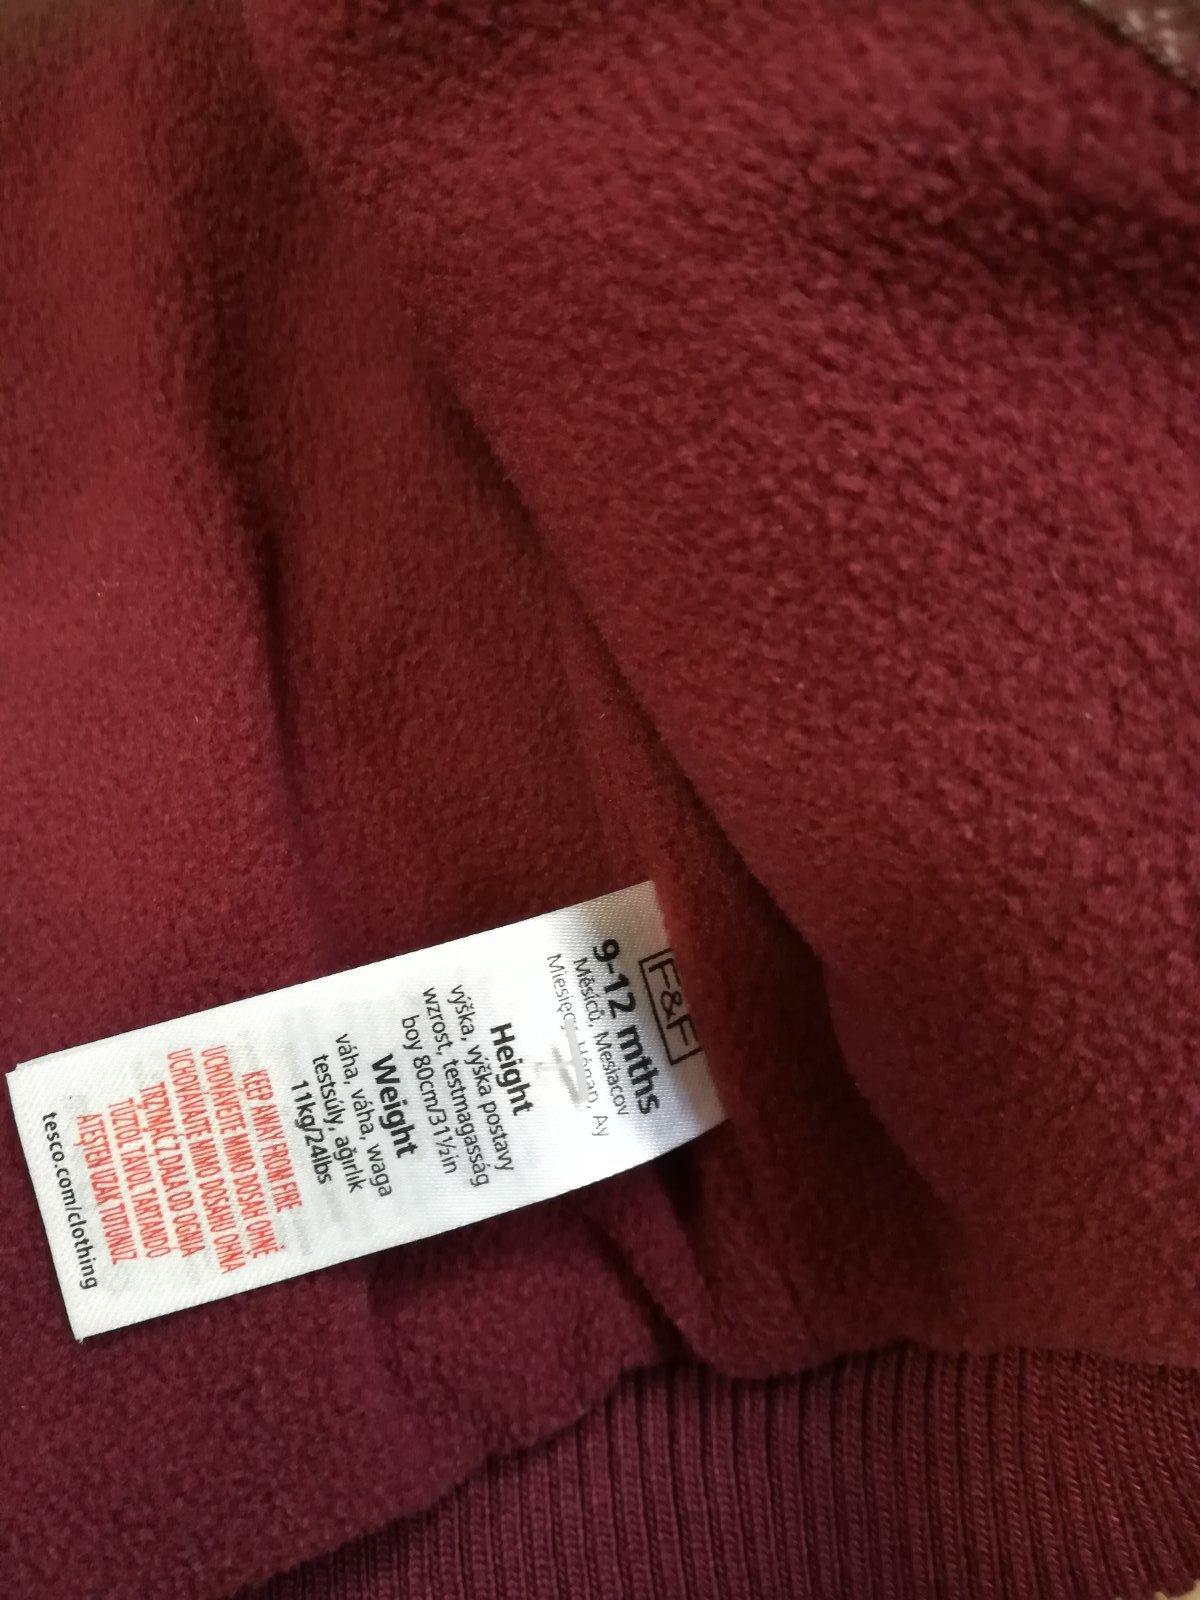 F&F
9-12 mths
Měsíců, Mesiacov
Miesięcy, Hónap, Ay
Height
výška, výška postavy
wzrost, testmagasság
boy 80cm/31½in
Weight
váha, váha, waga
testsúly, ağırlık
11kg/24lbs
KEEP AWAY FROM FIRE
UCHOVÁVEJTE MIMO DOSAH OHNĚ
UCHOVÁVAJTE MIMO DOSAHU OHŇA
TRZYMAĆ Z DALA OD OGNIA
TŰZTŐL TÁVOL TARTANDÓ
ATEŞTEN UZAK TUTUNUZ
tesco.com/clothing